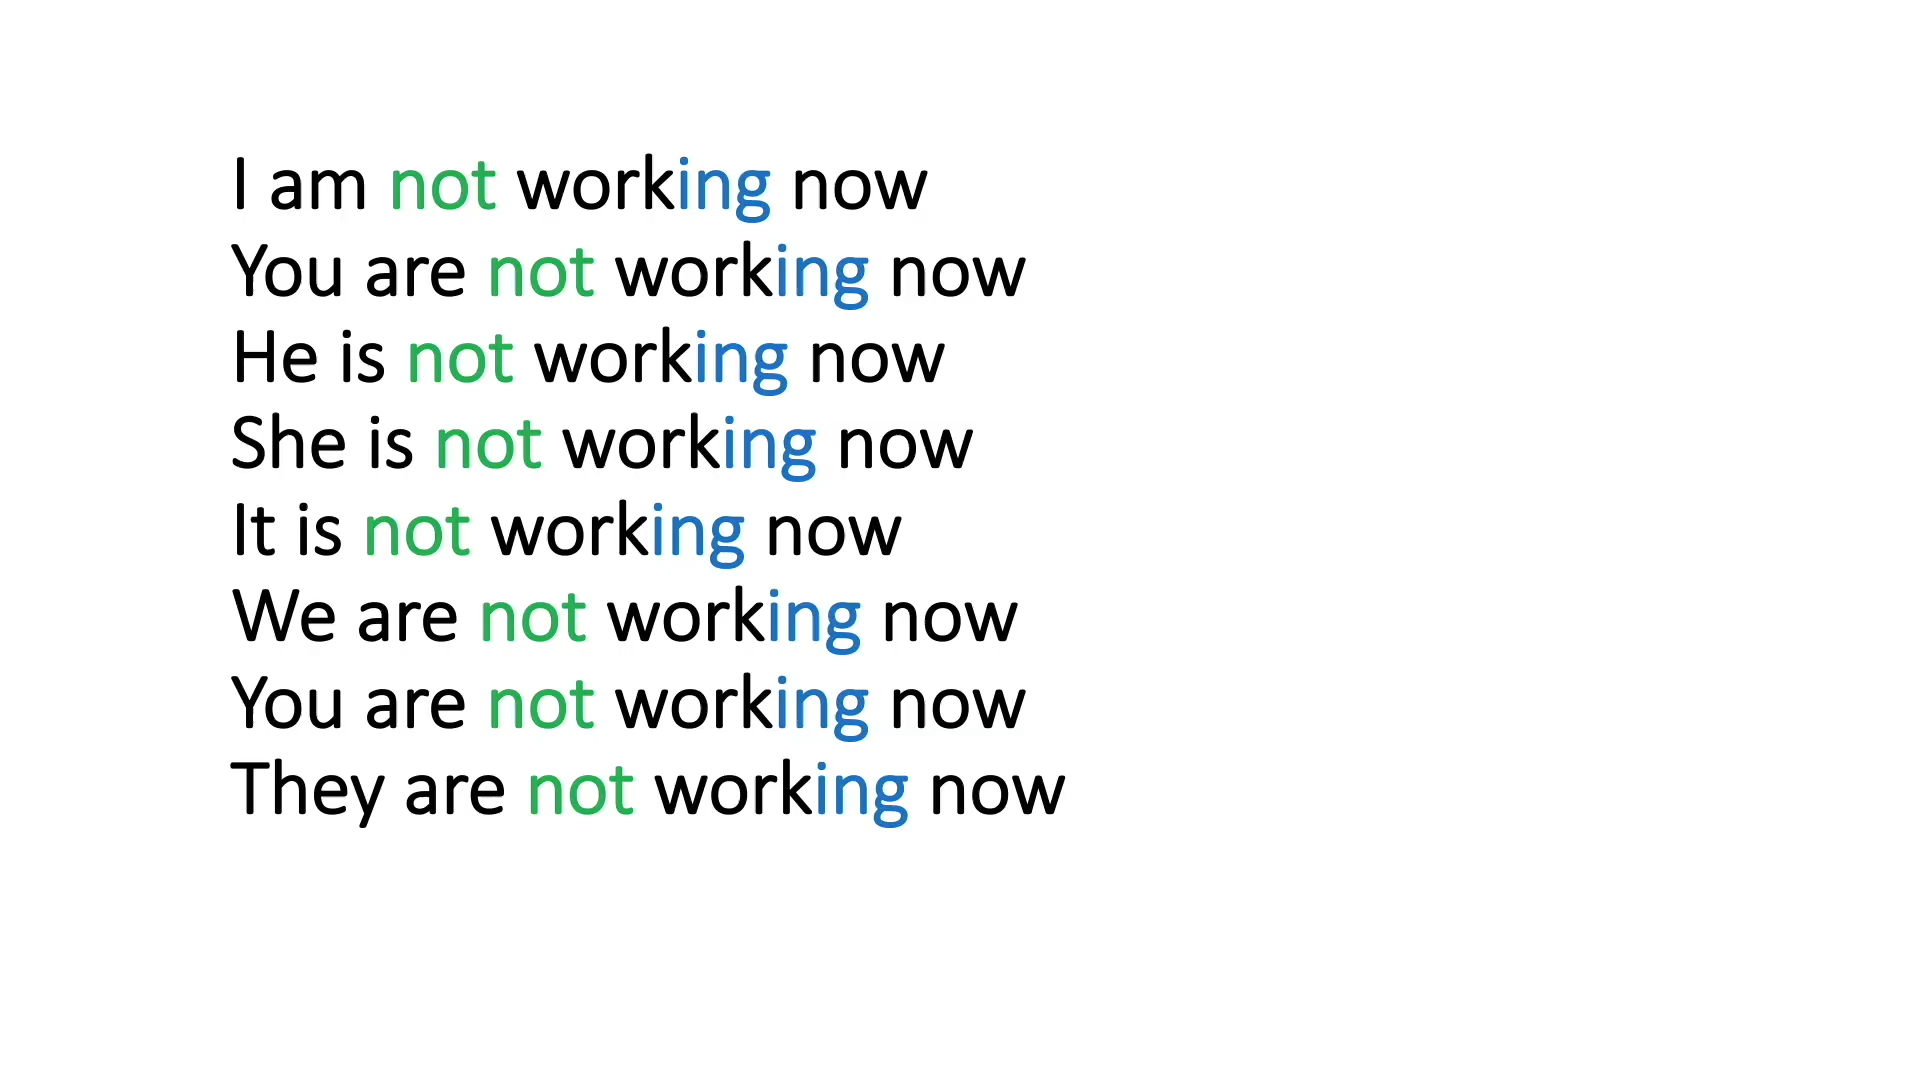 I am not working now
You are not working now
He is not working now
She is not working now
It is not working now
We are not working now
You are not working now
They are not working now